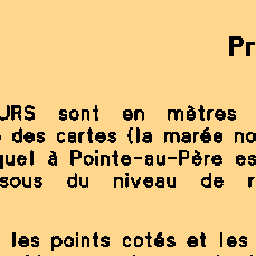 Pr
URS sont en mètres
des cartes (la marée no
quel à Pointe-au-Père es
sous du niveau de r
les points cotés et les